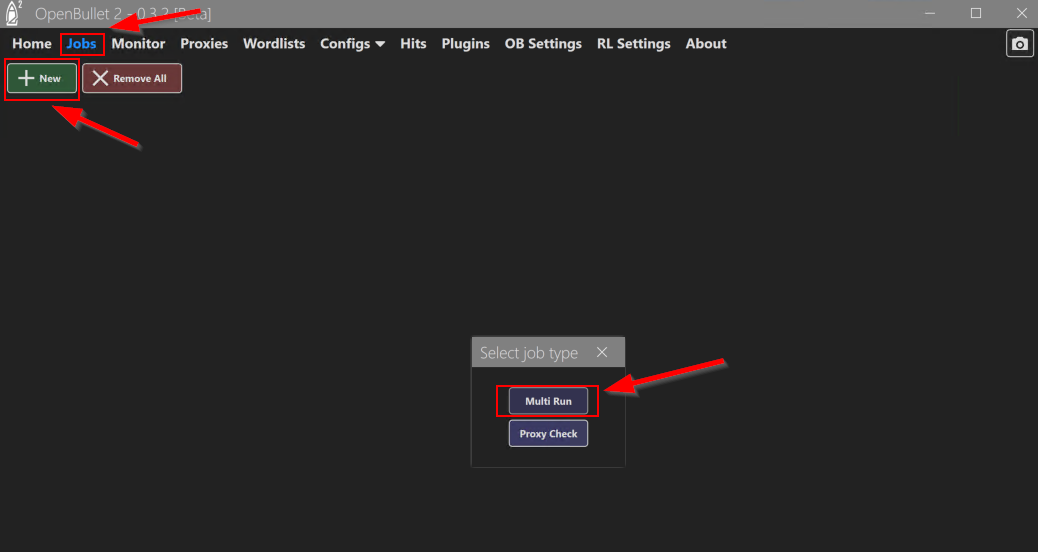 OpenBullet 2 - 0.3.2 [Beta]
Home Jobs Monitor Proxies Wordlists Configs Hits Plugins OB Settings RL Settings About
New Remove All
Select job type
Multi Run
Proxy Check